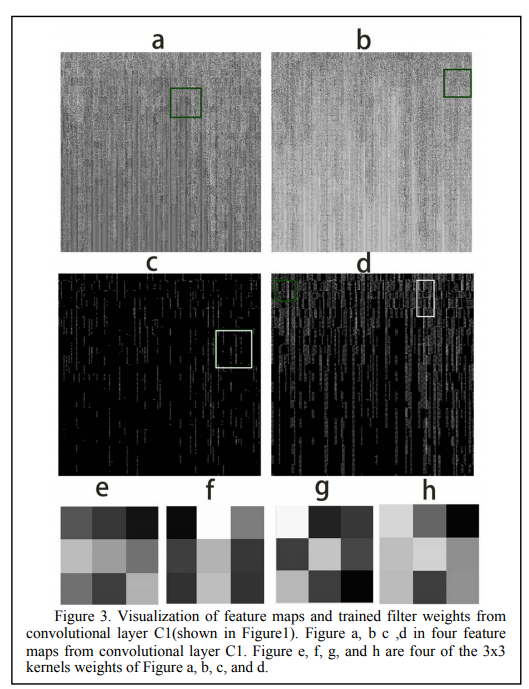 a b
c d
e f g h
Figure 3. Visualization of feature maps and trained filter weights from
convolutional layer C1(shown in Figure1). Figure a, b c ,d in four feature
maps from convolutional layer C1. Figure e, f, g, and h are four of the 3x3
kernels weights of Figure a, b, c, and d.